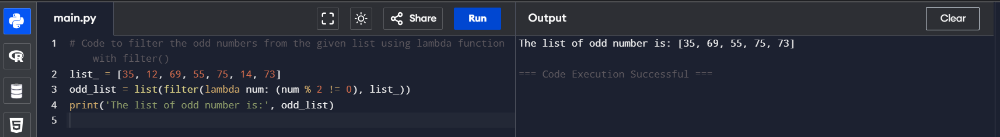 main.py
Share
Run
Output
Clear
1 # Code to filter the odd numbers from the given list using lambda function
with filter()
2 list_ = [35, 12, 69, 55, 75, 14, 73]
3 odd_list = list(filter(lambda num: (num % 2 != 0), list_))
4 print('The list of odd number is:', odd_list)
5
The list of odd number is: [35, 69, 55, 75, 73]
=== Code Execution Successful ===